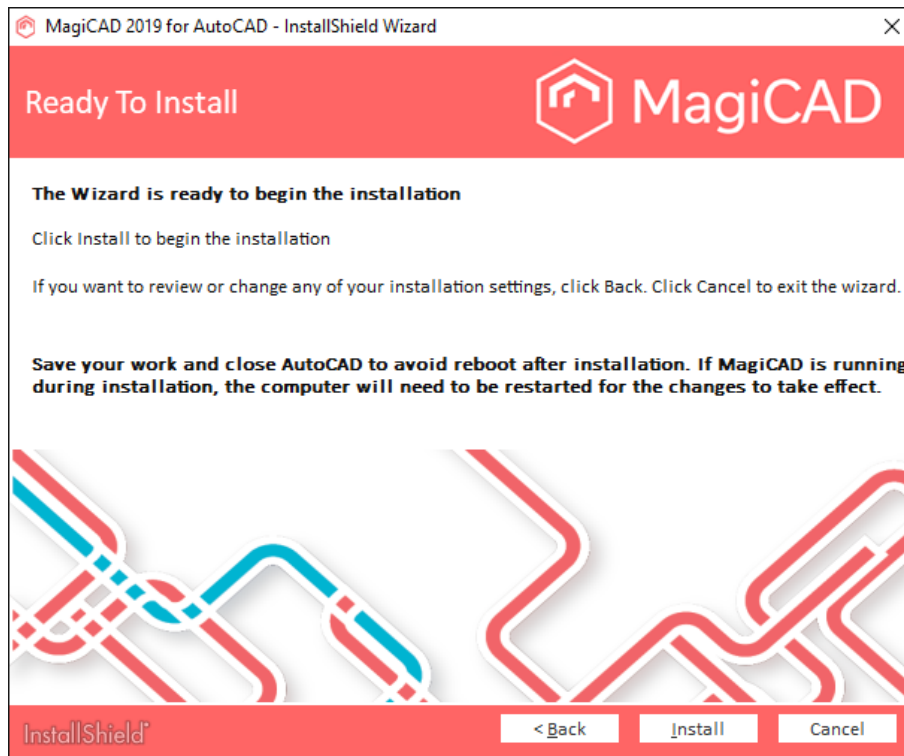 MagiCAD 2019 for AutoCAD - InstallShield Wizard
Ready To Install
MagiCAD
The Wizard is ready to begin the installation
Click Install to begin the installation
If you want to review or change any of your installation settings, click Back. Click Cancel to exit the wizard.
Save your work and close AutoCAD to avoid reboot after installation. If MagiCAD is running
during installation, the computer will need to be restarted for the changes to take effect.
InstallShield
< Back
Install
Cancel